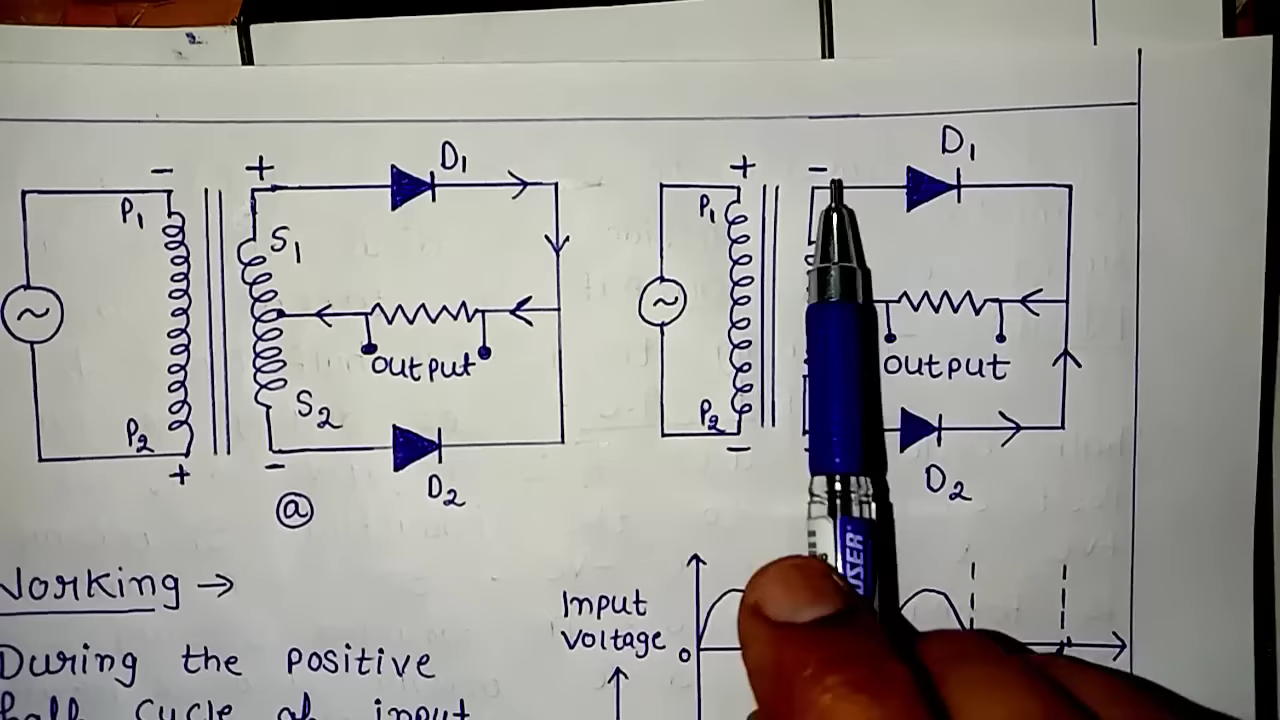 - + D₁ + - D₁
P₁ S₁ P₁
~ ~
output output
P₂ S₂ P₂
+ - D₂ - D₂
ⓐ
USER
Working →
Input
Voltage
0
During the positive
half cycle of input